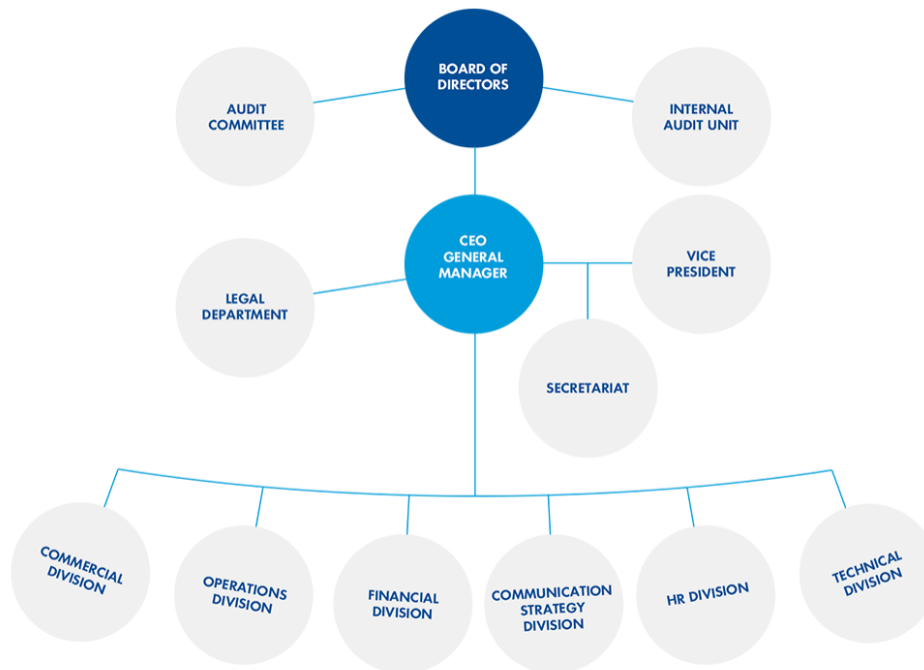 BOARD OF
DIRECTORS
AUDIT
COMMITTEE
INTERNAL
AUDIT UNIT
CEO
GENERAL
MANAGER
VICE
PRESIDENT
LEGAL
DEPARTMENT
SECRETARIAT
COMMERCIAL
DIVISION
OPERATIONS
DIVISION
FINANCIAL
DIVISION
COMMUNICATION
STRATEGY
DIVISION
HR DIVISION
TECHNICAL
DIVISION